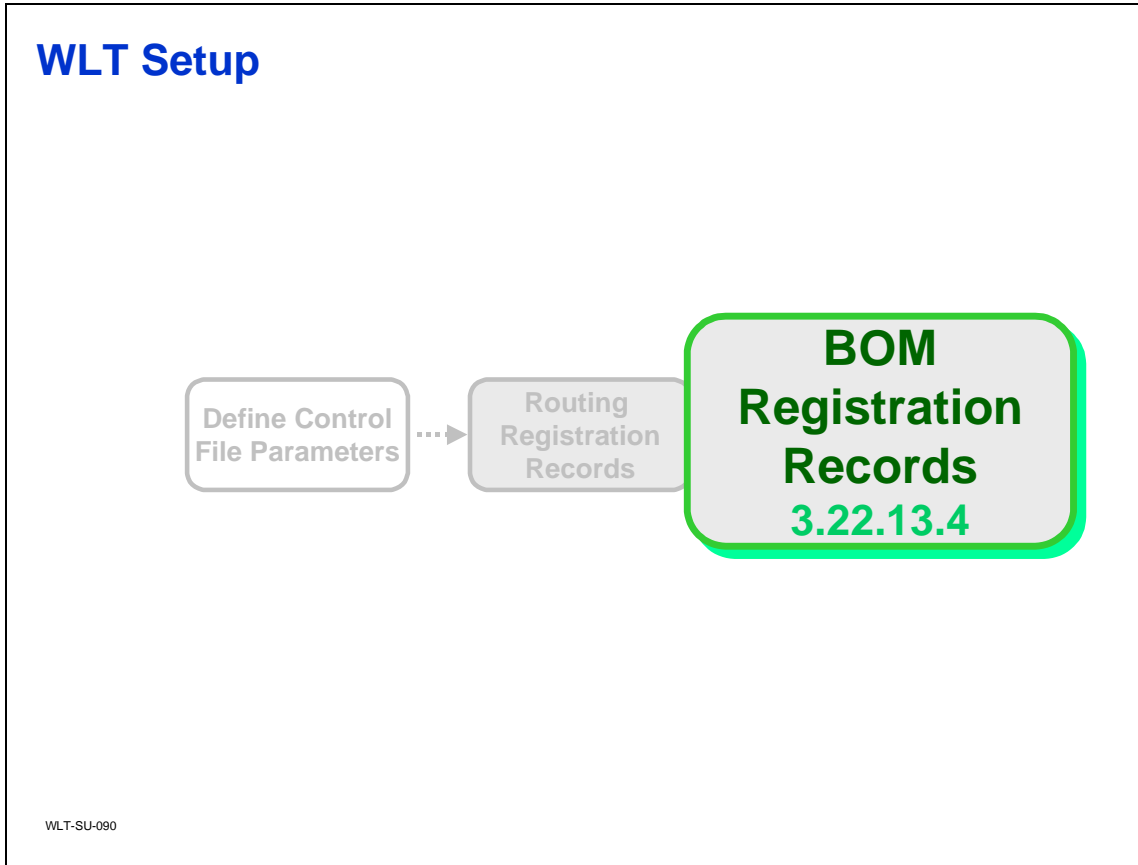 WLT Setup
Define Control
File Parameters
Routing
Registration
Records
BOM
Registration
Records
3.22.13.4
WLT-SU-090